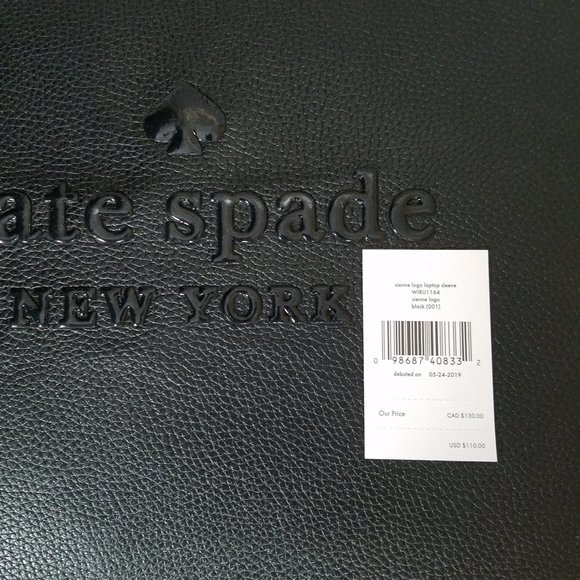 ate spade
NEW YORK
sienne logo laptop sleeve
WIRU1164
sienne logo
black (001)
0 98687 40833 2
debuted on 05-24-2019
Our Price CAD $130.00
USD $110.00